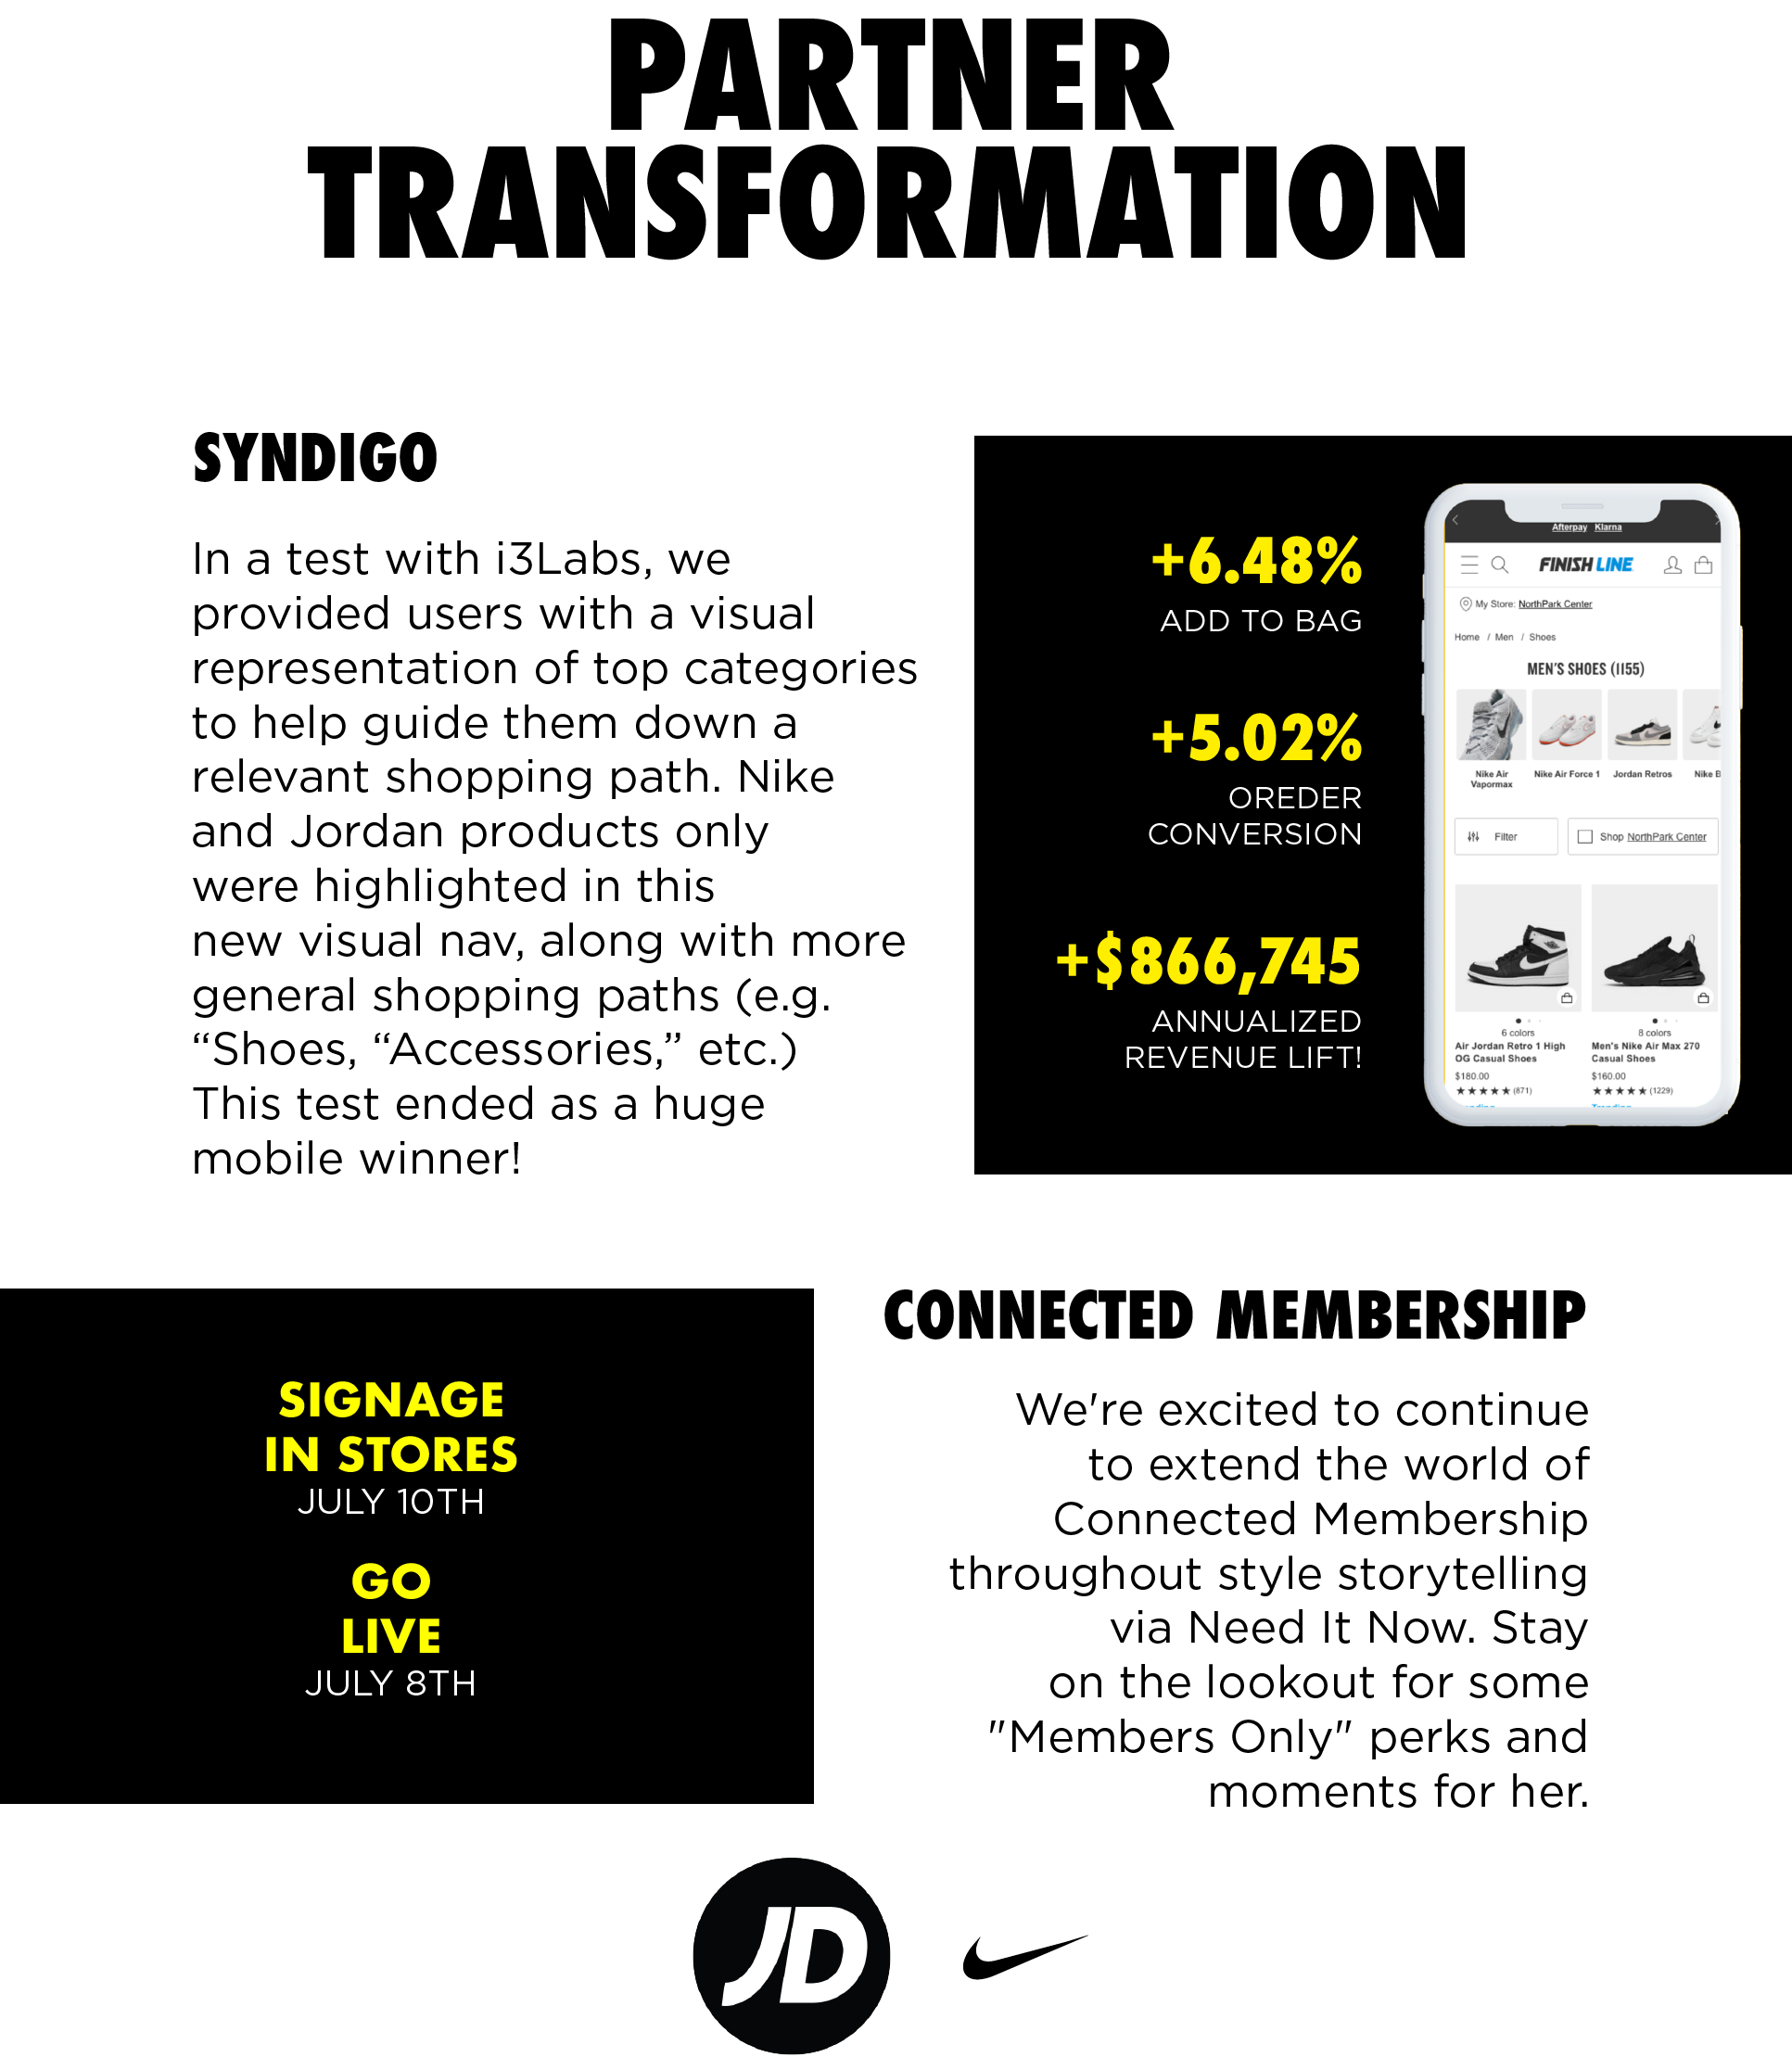 PARTNER
TRANSFORMATION
SYNDIGO
In a test with i3Labs, we
provided users with a visual
representation of top categories
to help guide them down a
relevant shopping path. Nike
and Jordan products only
were highlighted in this
new visual nav, along with more
general shopping paths (e.g.
“Shoes, “Accessories,” etc.)
This test ended as a huge
mobile winner!
+6.48%
ADD TO BAG
+5.02%
OREDER
CONVERSION
+$866,745
ANNUALIZED
REVENUE LIFT!
Afterpay Klarna
FINISH LINE
My Store: NorthPark Center
Home / Men / Shoes
MEN'S SHOES (1155)
Nike Air Vapormax
Nike Air Force 1
Jordan Retros
Nike B
Filter
Shop NorthPark Center
6 colors
Air Jordan Retro 1 High
OG Casual Shoes
$180.00
(871)
8 colors
Men's Nike Air Max 270
Casual Shoes
$160.00
(1229)
SIGNAGE
IN STORES
JULY 10TH
GO
LIVE
JULY 8TH
CONNECTED MEMBERSHIP
We're excited to continue
to extend the world of
Connected Membership
throughout style storytelling
via Need It Now. Stay
on the lookout for some
"Members Only" perks and
moments for her.
JD